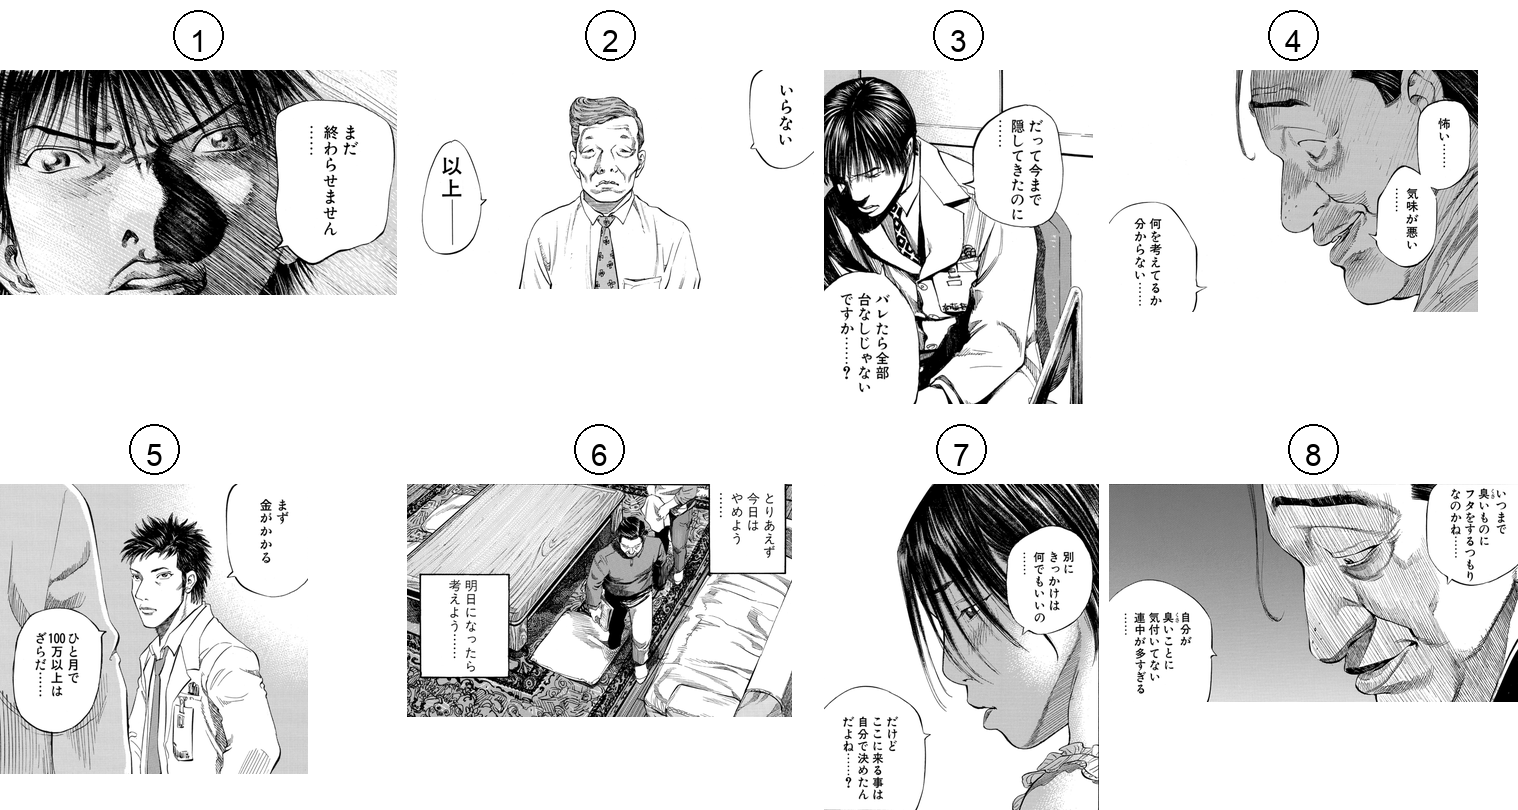 1
まだ
終わらせません
……
2
いらない
以上——
3
だって今まで
隠してきたのに
……
バレたら全部
台なしじゃない
ですか……？
4
怖い……
気味が悪い
……
何を考えてるか
分からない……
5
まず
金がかかる
ひと月で
100万以上は
ざらだ……
6
とりあえず
今日は
やめよう
……
明日になったら
考えよう……
7
別に
きっかけは
何でもいいの
……
だけど
ここに来る事は
自分で決めたん
だよね……？
8
いつまで
臭いものに
フタをするつもり
なのかね……
自分が
臭いことに
気付いてない
連中が多すぎる
……